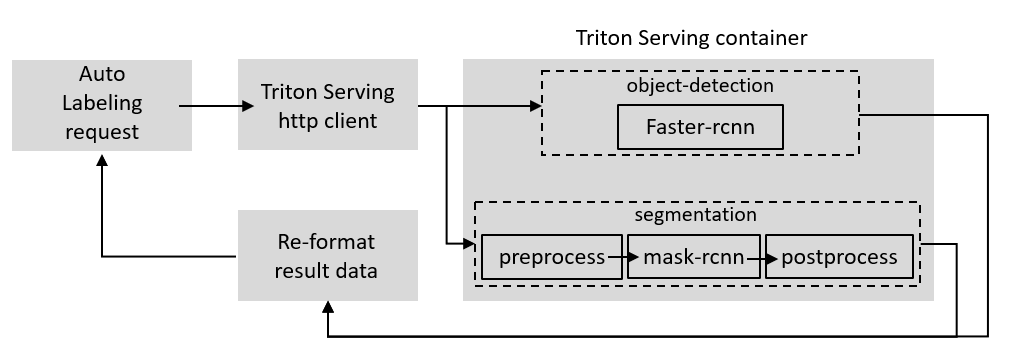 Triton Serving container
Auto
Labeling
request
Triton Serving
http client
object-detection
Faster-rcnn
segmentation
preprocess
mask-rcnn
postprocess
Re-format
result data